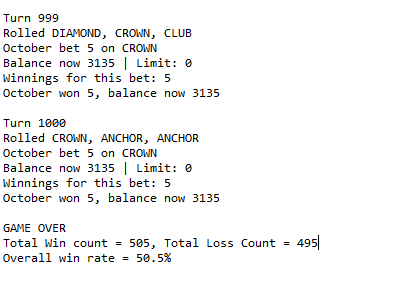 Turn 999
Rolled DIAMOND, CROWN, CLUB
October bet 5 on CROWN
Balance now 3135 | Limit: 0
Winnings for this bet: 5
October won 5, balance now 3135
Turn 1000
Rolled CROWN, ANCHOR, ANCHOR
October bet 5 on CROWN
Balance now 3135 | Limit: 0
Winnings for this bet: 5
October won 5, balance now 3135
GAME OVER
Total Win count = 505, Total Loss Count = 495
Overall win rate = 50.5%